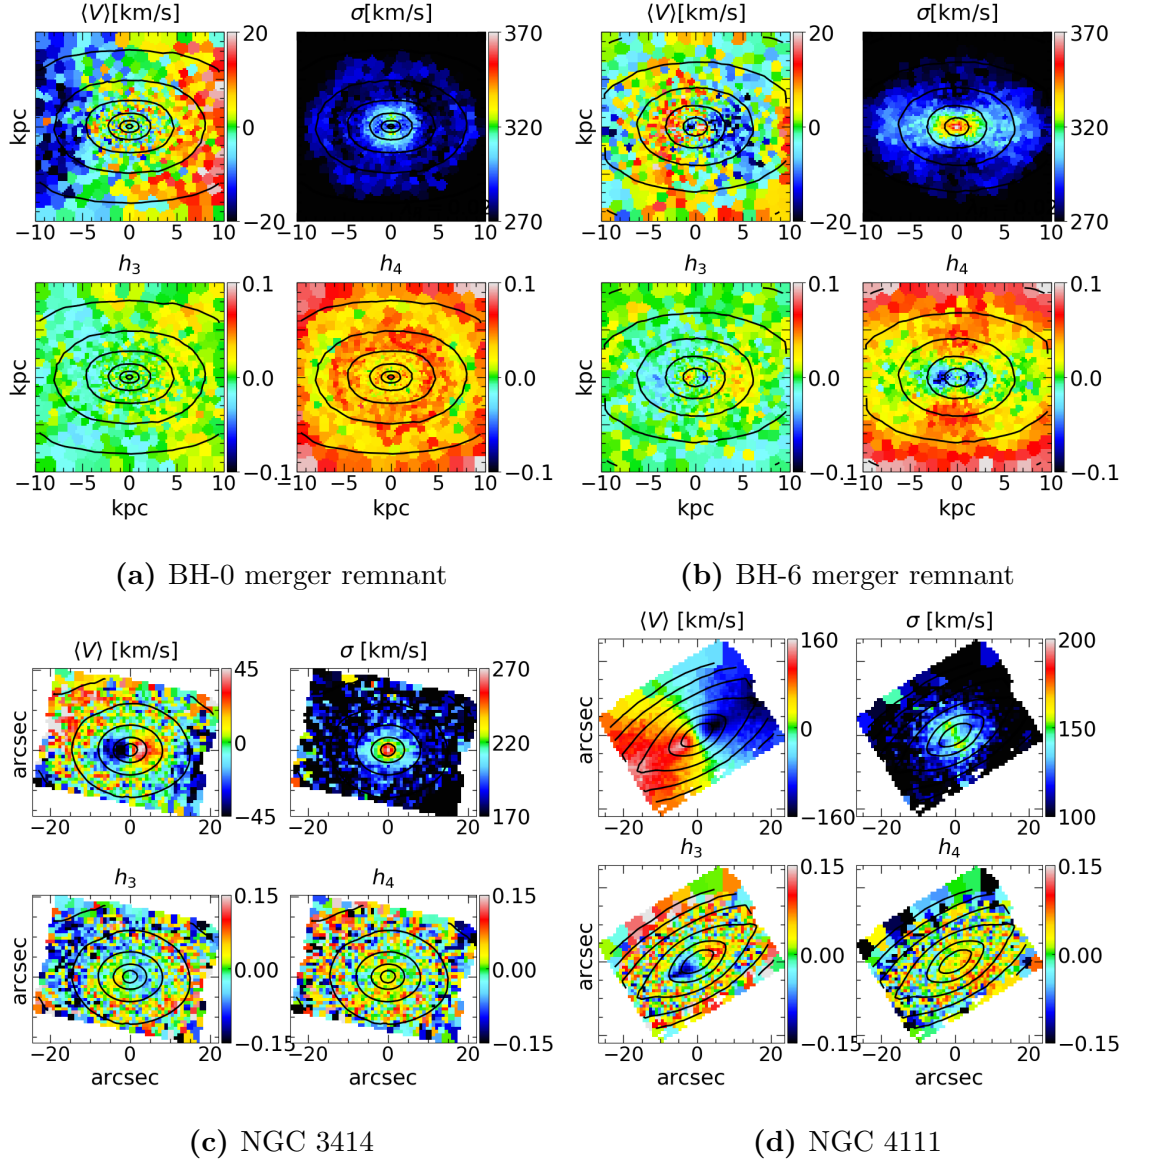 ⟨V⟩[km/s]
σ[km/s]
⟨V⟩[km/s]
σ[km/s]
kpc
20
0
−20
370
320
270
kpc
20
0
−20
370
320
270
−10 −5 0 5 10
−10 −5 0 5 10
−10 −5 0 5 10
−10 −5 0 5 10
h3
h4
h3
h4
kpc
0.1
0.0
−0.1
0.1
0.0
−0.1
kpc
0.1
0.0
−0.1
0.1
0.0
−0.1
−10 −5 0 5 10
−10 −5 0 5 10
−10 −5 0 5 10
−10 −5 0 5 10
kpc
kpc
kpc
kpc
(a) BH-0 merger remnant
(b) BH-6 merger remnant
⟨V⟩ [km/s]
σ [km/s]
⟨V⟩ [km/s]
σ [km/s]
arcsec
45
0
−45
270
220
170
arcsec
160
0
−160
200
150
100
−20 0 20
−20 0 20
−20 0 20
−20 0 20
h3
h4
h3
h4
arcsec
0.15
0.00
−0.15
0.15
0.00
−0.15
arcsec
0.15
0.00
−0.15
0.15
0.00
−0.15
−20 0 20
−20 0 20
−20 0 20
−20 0 20
arcsec
arcsec
arcsec
arcsec
(c) NGC 3414
(d) NGC 4111